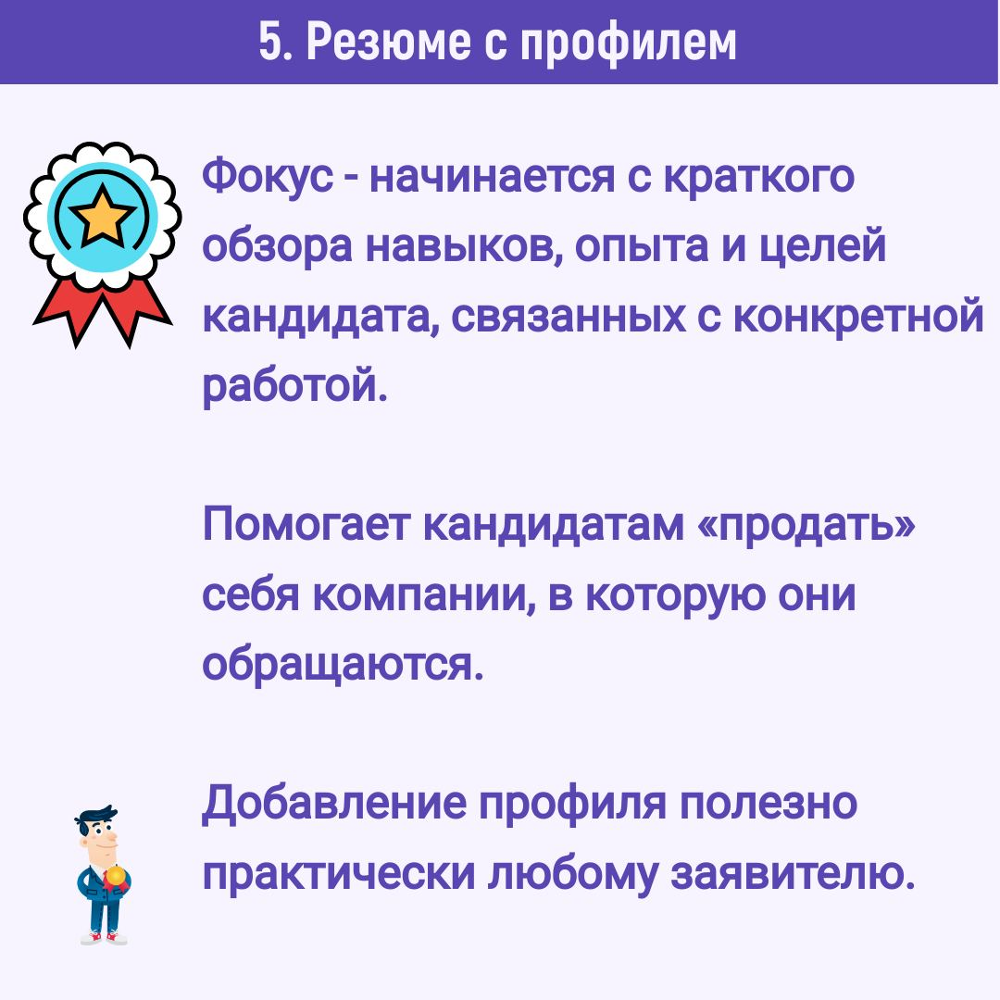 5. Резюме с профилем
Фокус - начинается с краткого
обзора навыков, опыта и целей
кандидата, связанных с конкретной
работой.
Помогает кандидатам «продать»
себя компании, в которую они
обращаются.
Добавление профиля полезно
практически любому заявителю.